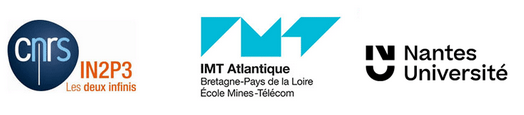 cnrs
IN2P3
Les deux infinis
IMT Atlantique
Bretagne-Pays de la Loire
École Mines-Télécom
Nantes
Université